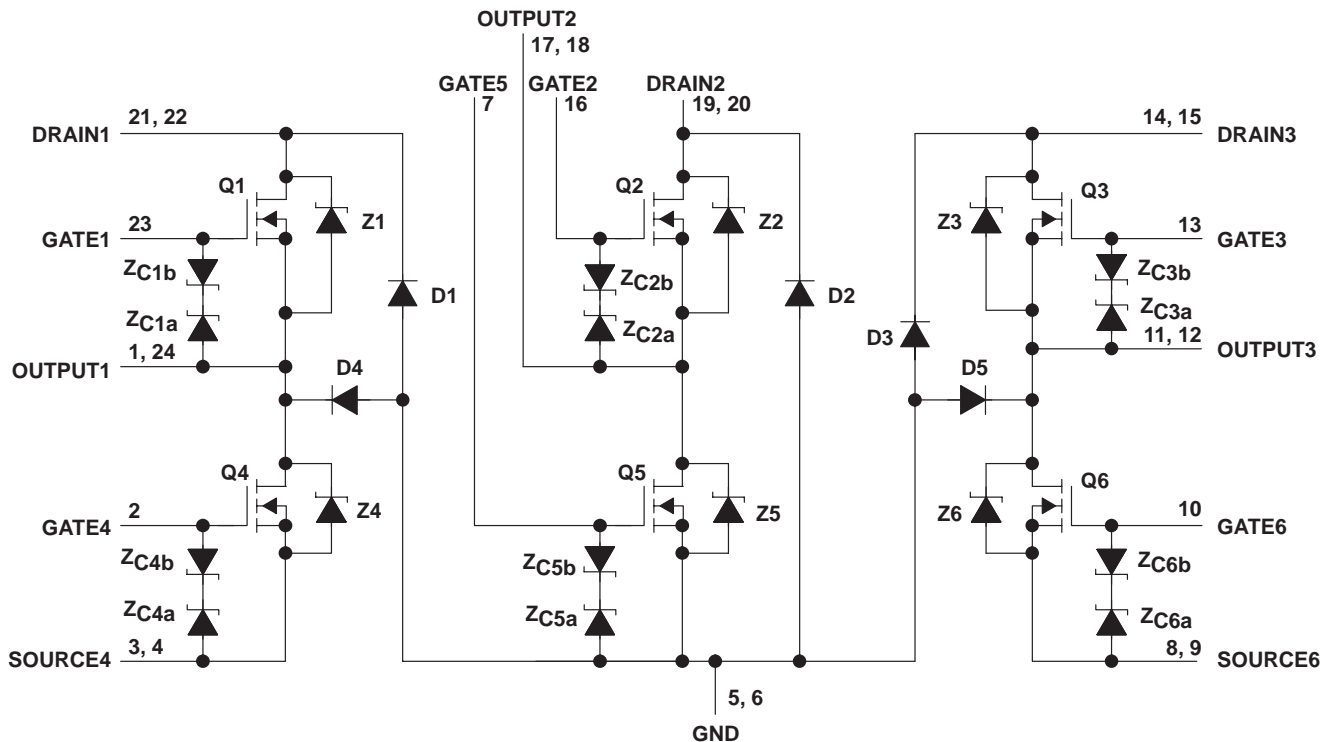 OUTPUT2
17, 18
GATE5
GATE2
DRAIN2
7
16
19, 20
21, 22
14, 15
DRAIN1
DRAIN3
Q1
Q2
Q3
Z1
Z2
Z3
23
13
GATE1
GATE3
ZC1b
ZC2b
ZC3b
D1
D2
ZC1a
ZC2a
ZC3a
D3
1, 24
11, 12
OUTPUT1
OUTPUT3
D4
D5
Q4
Q5
Q6
Z4
Z5
Z6
2
10
GATE4
GATE6
ZC4b
ZC5b
ZC6b
ZC4a
ZC5a
ZC6a
3, 4
8, 9
SOURCE4
SOURCE6
5, 6
GND